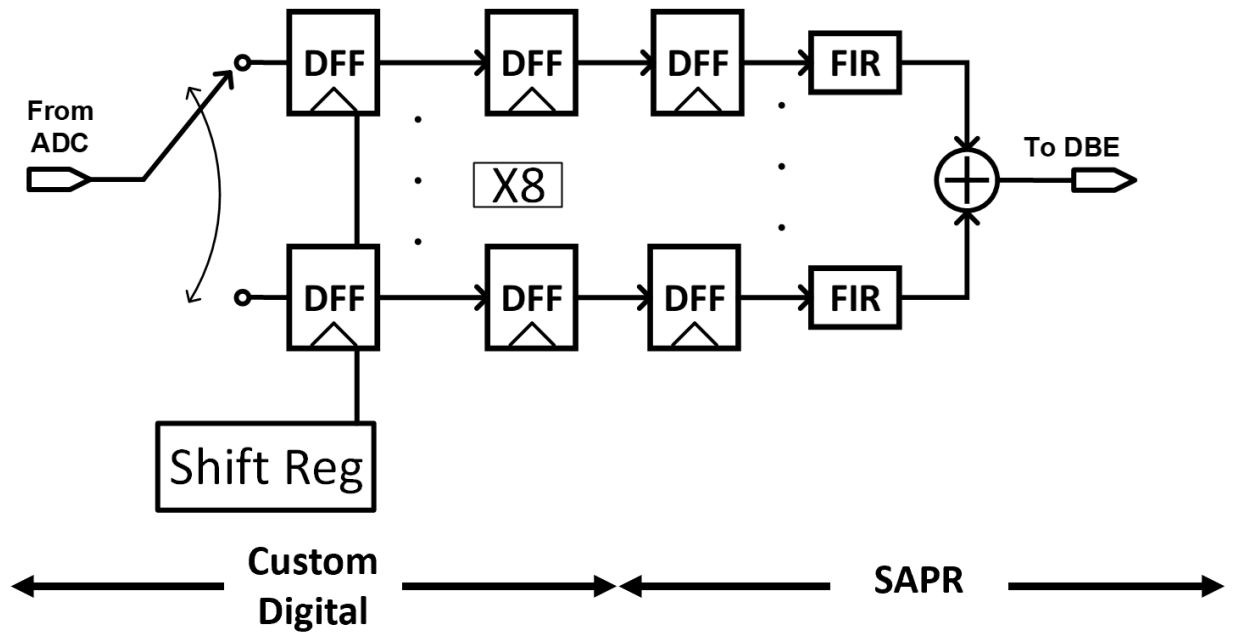 DFF
DFF
DFF
FIR
From
ADC
To DBE
X8
DFF
DFF
DFF
FIR
Shift Reg
Custom
Digital
SAPR